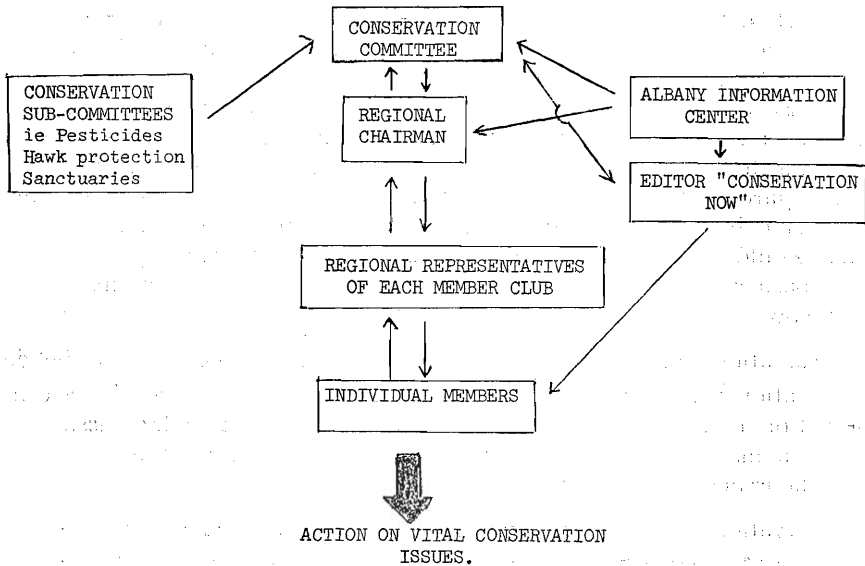 CONSERVATION
COMMITTEE
CONSERVATION
SUB-COMMITTEES
ie Pesticides
Hawk protection
Sanctuaries
REGIONAL
CHAIRMAN
ALBANY INFORMATION
CENTER
EDITOR "CONSERVATION
NOW"
REGIONAL REPRESENTATIVES
OF EACH MEMBER CLUB
INDIVIDUAL MEMBERS
ACTION ON VITAL CONSERVATION
ISSUES.